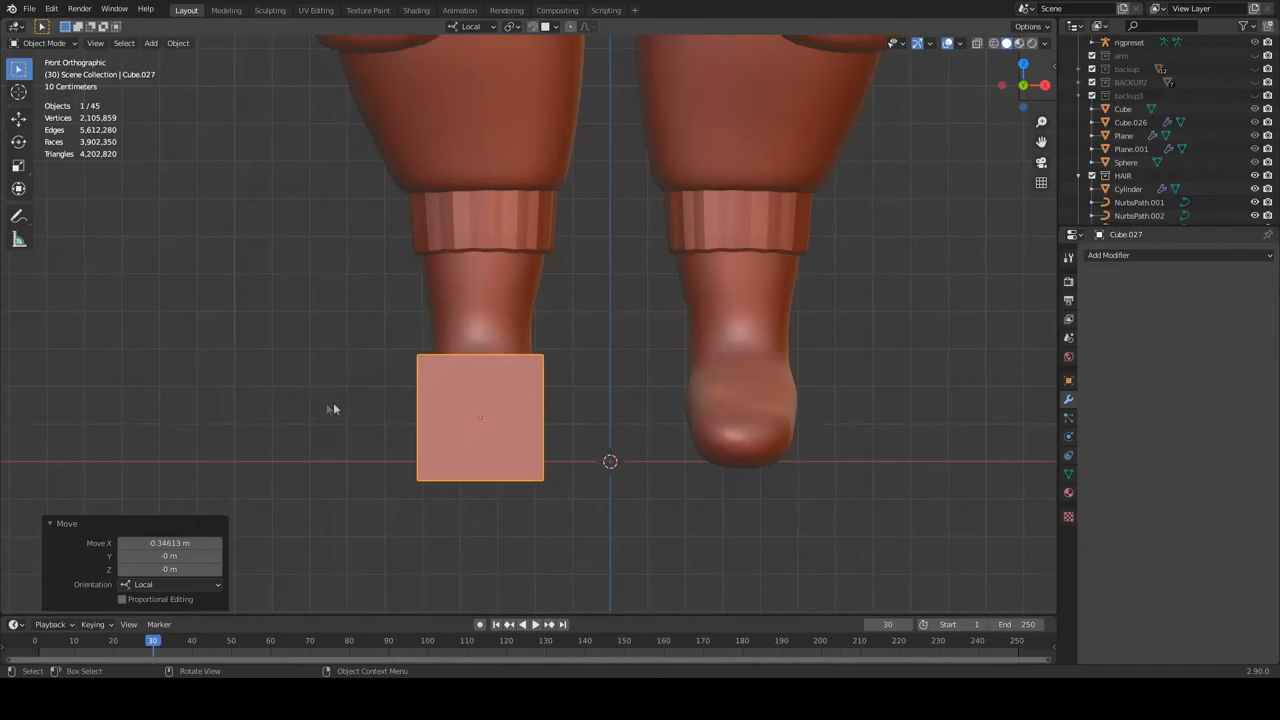 File Edit Render Window Help Layout Modeling Sculpting UV Editing Texture Paint Shading Animation Rendering Compositing Scripting + Scene View Layer
Local Options
Object Mode View Select Add Object
Front Orthographic
(30) Scene Collection | Cube.027
10 Centimeters
Objects 1 / 45
Vertices 2,105,859
Edges 5,612,280
Faces 3,902,350
Triangles 4,202,820
Z
X
Y
rigpreset
arm
backup 12
BACKUP2 7
backup3
Cube
Cube.026
Plane
Plane.001
Sphere
HAIR
Cylinder
NurbsPath.001
NurbsPath.002
Cube.027
Add Modifier
Move
Move X -0.34613 m
Y -0 m
Z -0 m
Orientation Local
Proportional Editing
Playback Keying View Marker 30 Start 1 End 250
0 10 20 30 40 50 60 70 80 90 100 110 120 130 140 150 160 170 180 190 200 210 220 230 240 250
Select Box Select Rotate View Object Context Menu 2.90.0